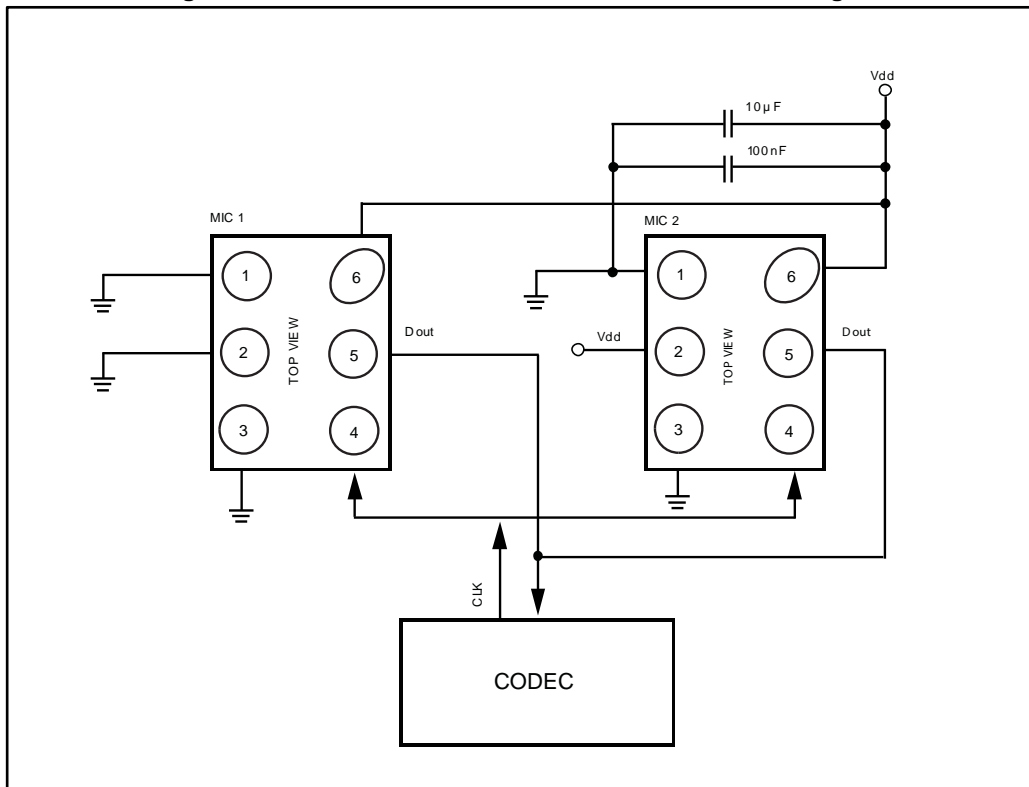 Vdd
10µF
100nF
MIC 1
MIC 2
1
6
2
5
3
4
TOP VIEW
Dout
1
6
Vdd
2
5
3
4
TOP VIEW
Dout
CLK
CODEC